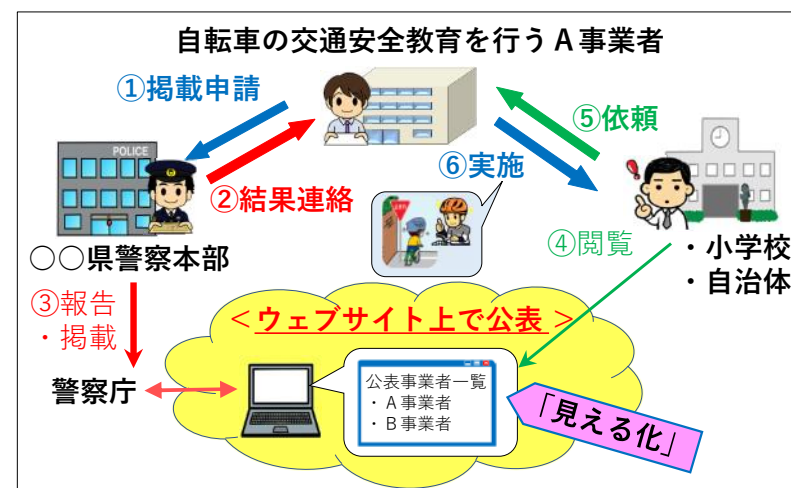 自転車の交通安全教育を行うA事業者
①掲載申請
⑤依頼
POLICE
②結果連絡
⑥実施
○○県警察本部
④閲覧
・小学校
・自治体
③報告
・掲載
＜ウェブサイト上で公表＞
警察庁
公表事業者一覧
・A事業者
・B事業者
「見える化」